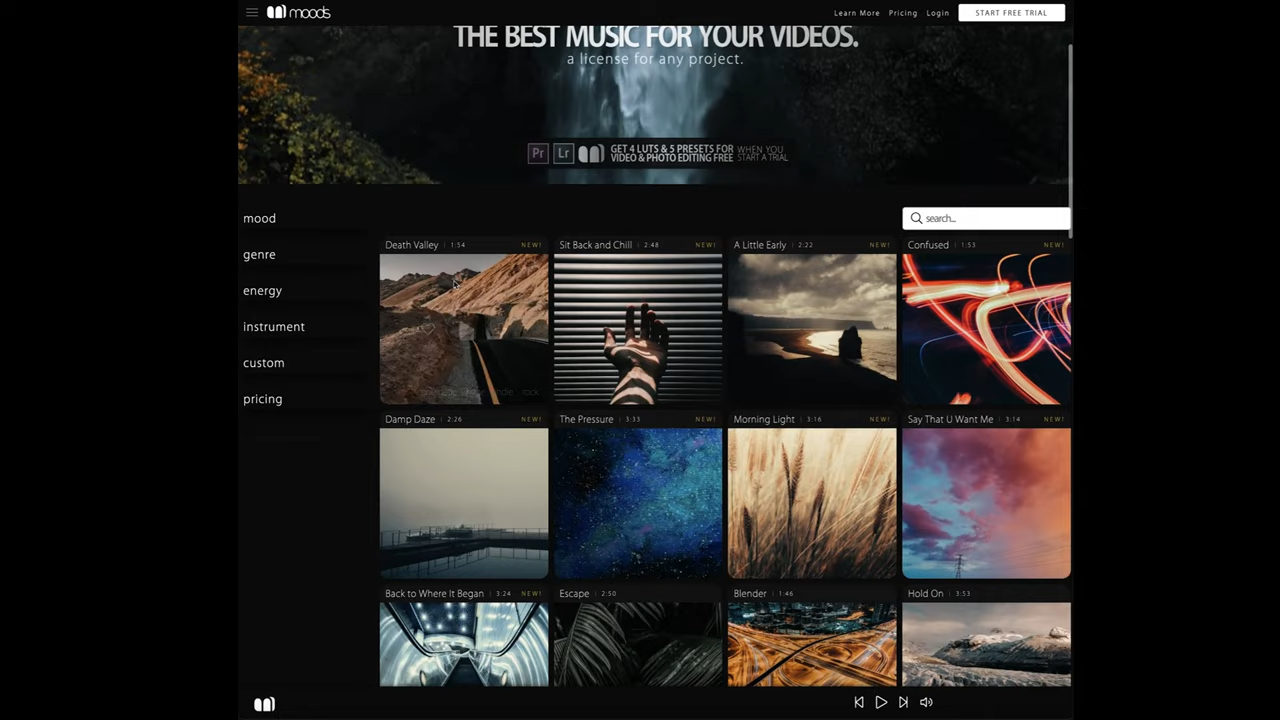 moods
Learn More Pricing Login START FREE TRIAL
THE BEST MUSIC FOR YOUR VIDEOS.
a license for any project.
Pr Lr GET 4 LUTS & 5 PRESETS FOR WHEN YOU
VIDEO & PHOTO EDITING FREE START A TRIAL
mood
search...
Death Valley | 1:54 NEW!
Sit Back and Chill | 2:48 NEW!
A Little Early | 2:22 NEW!
Confused | 1:53 NEW!
genre
energy
instrument
custom
rock
pricing
Damp Daze | 2:26 NEW!
The Pressure | 3:33 NEW!
Morning Light | 3:16 NEW!
Say That U Want Me | 3:14 NEW!
Back to Where It Began | 3:24 NEW!
Escape | 2:50
Blender | 1:46
Hold On | 3:53